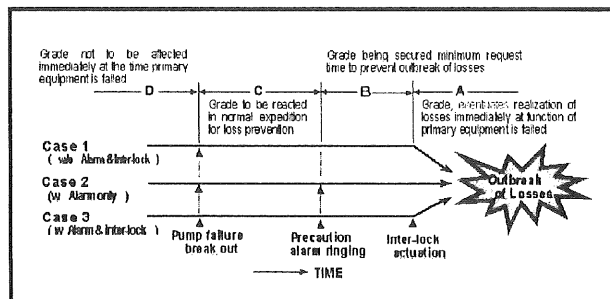 Grade not to be affected
immediately at the time primary
equipment is failed
Grade being secured minimum request
time to prevent outbreak of losses
D
C
B
A
Grade to be reacted
in normal expedition
for loss prevention
Grade, eventuates realization of
losses immediately at function of
primary equipment is failed
Case 1
( w/o Alarm & Inter-lock )
Case 2
( w Alarm only )
Case 3
( w Alarm & Inter-lock )
Outbreak
of Losses
Pump failure
break out
Precaution
alarm ringing
Inter-lock
actuation
TIME